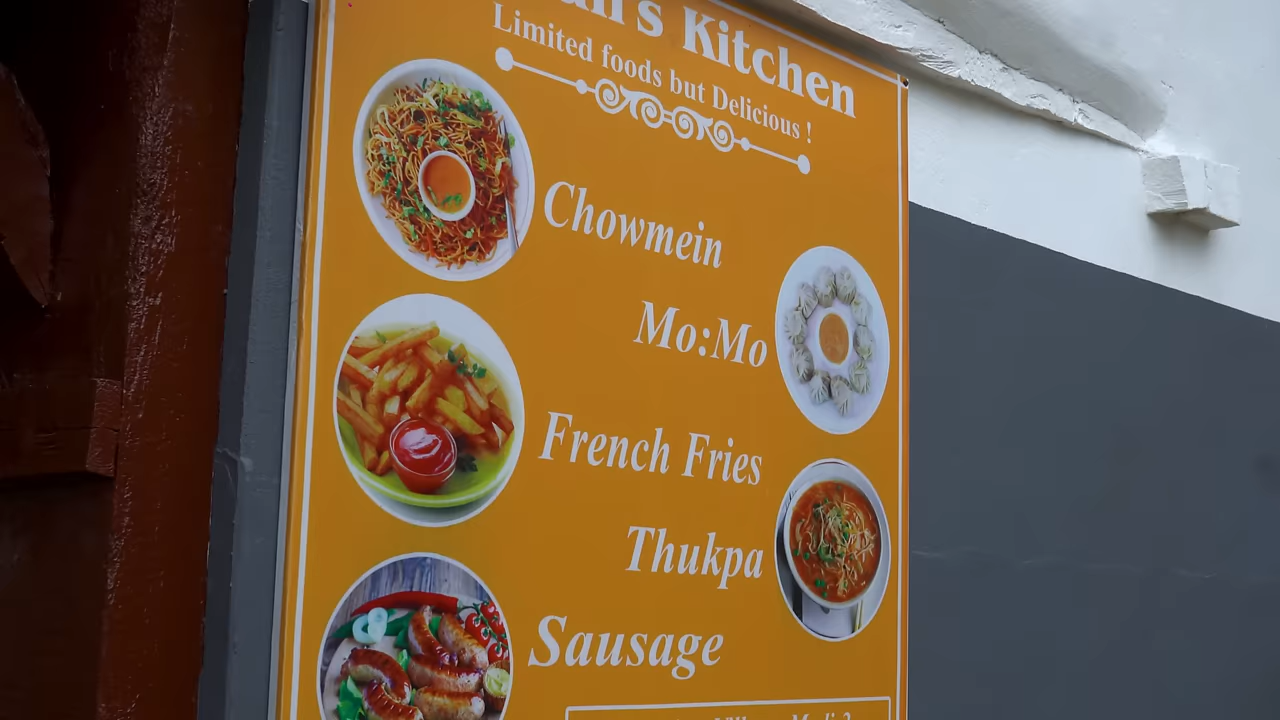 Kitchen
Limited foods but Delicious !
Chowmein
Mo:Mo
French Fries
Thukpa
Sausage